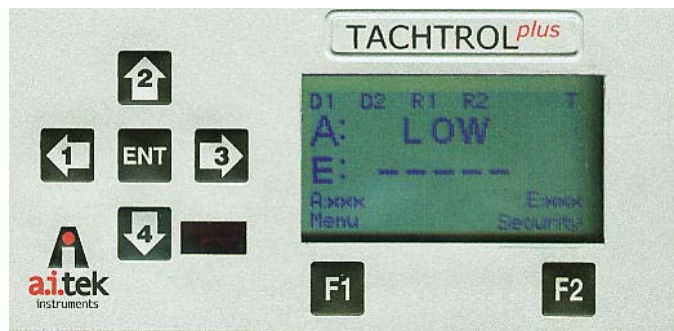 TACHTROLplus
2
1 ENT 3
4
D1 D2 R1 R2 T
A: LOW
E: -----
A:xxx E:xxx
Menu Security
F1 F2
a.i.tek
instruments